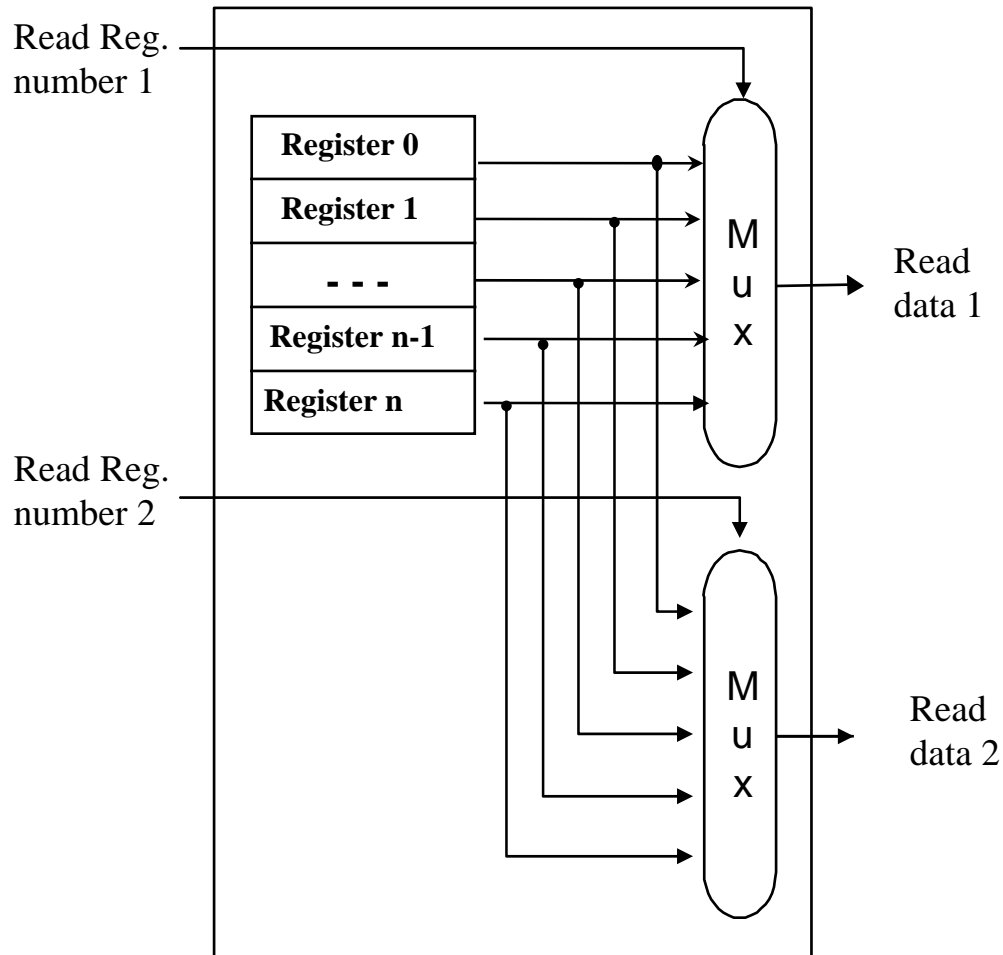 Read Reg.
number 1
Register 0
Register 1
- - -
Register n-1
Register n
M
u
x
Read
data 1
Read Reg.
number 2
M
u
x
Read
data 2